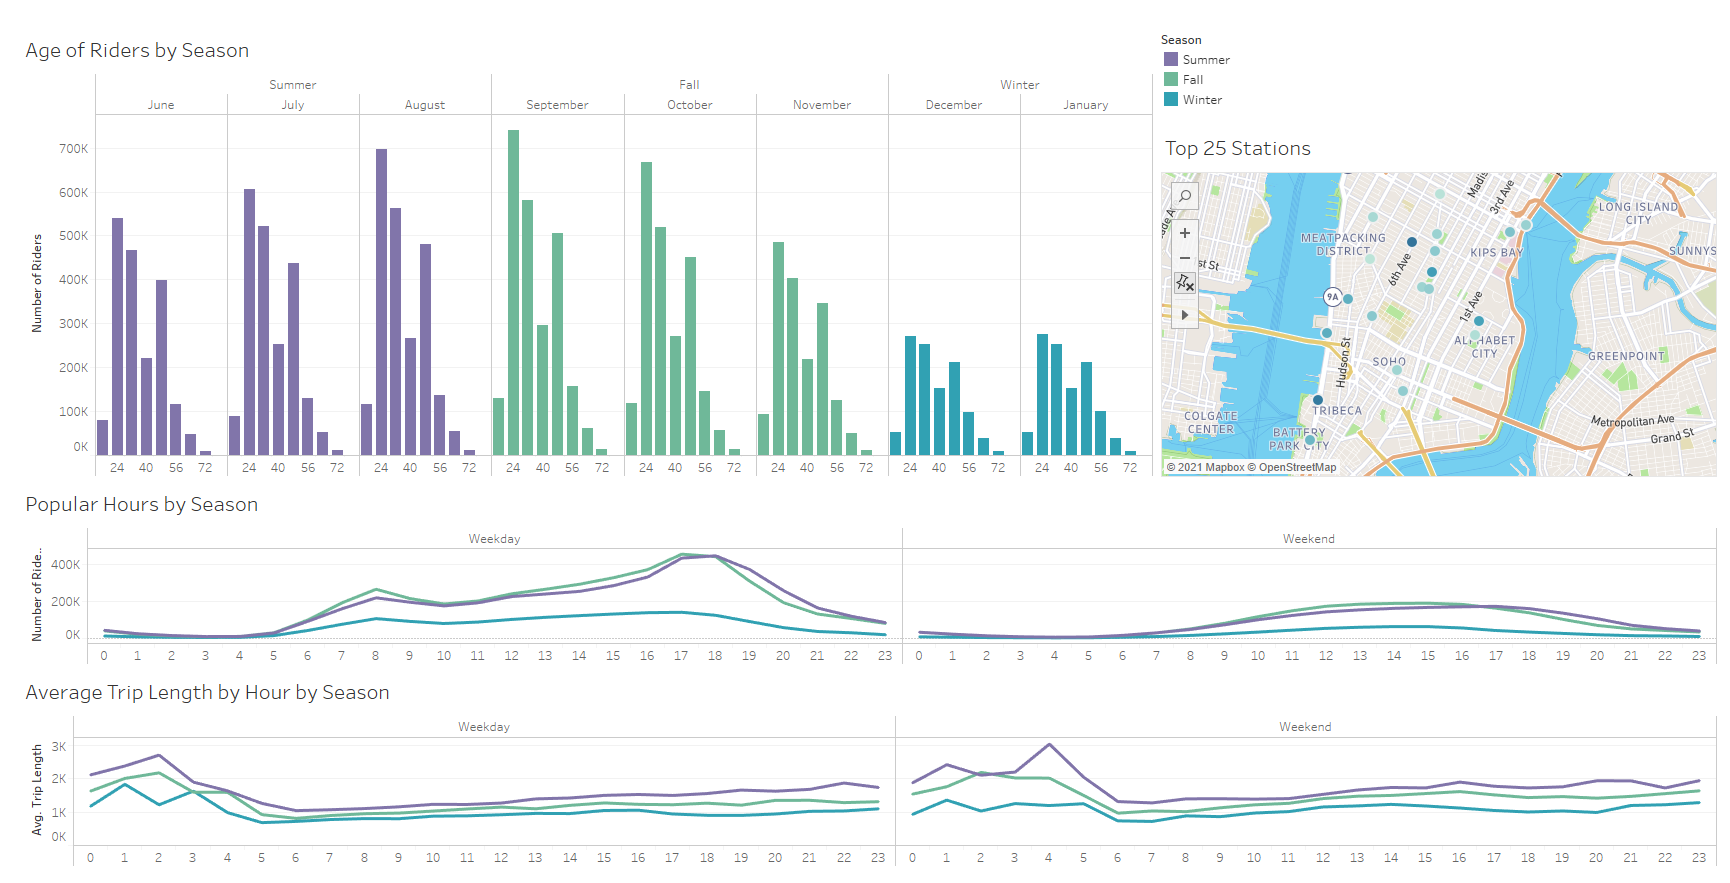 Age of Riders by Season
Summer Fall Winter
June July August September October November December January
Number of Riders
700K
600K
500K
400K
300K
200K
100K
0K
24 40 56 72 24 40 56 72 24 40 56 72 24 40 56 72 24 40 56 72 24 40 56 72 24 40 56 72 24 40 56 72
Season
Summer
Fall
Winter
Top 25 Stations
Madis
3rd Ave
LONG ISLAND
CITY
MEATPACKING
DISTRICT
KIPS BAY
SUNNYS
ade A
st St
6th Ave
9A
1st Ave
ALPHABET
CITY
Hudson St
SOHO
GREENPOINT
TRIBECA
COLGATE
CENTER
BATTERY
PARK CITY
Metropolitan Ave
Grand St
© 2021 Mapbox © OpenStreetMap
Popular Hours by Season
Weekday Weekend
Number of Ride..
400K
200K
0K
0 1 2 3 4 5 6 7 8 9 10 11 12 13 14 15 16 17 18 19 20 21 22 23 0 1 2 3 4 5 6 7 8 9 10 11 12 13 14 15 16 17 18 19 20 21 22 23
Average Trip Length by Hour by Season
Weekday Weekend
Avg. Trip Length
3K
2K
1K
0K
0 1 2 3 4 5 6 7 8 9 10 11 12 13 14 15 16 17 18 19 20 21 22 23 0 1 2 3 4 5 6 7 8 9 10 11 12 13 14 15 16 17 18 19 20 21 22 23